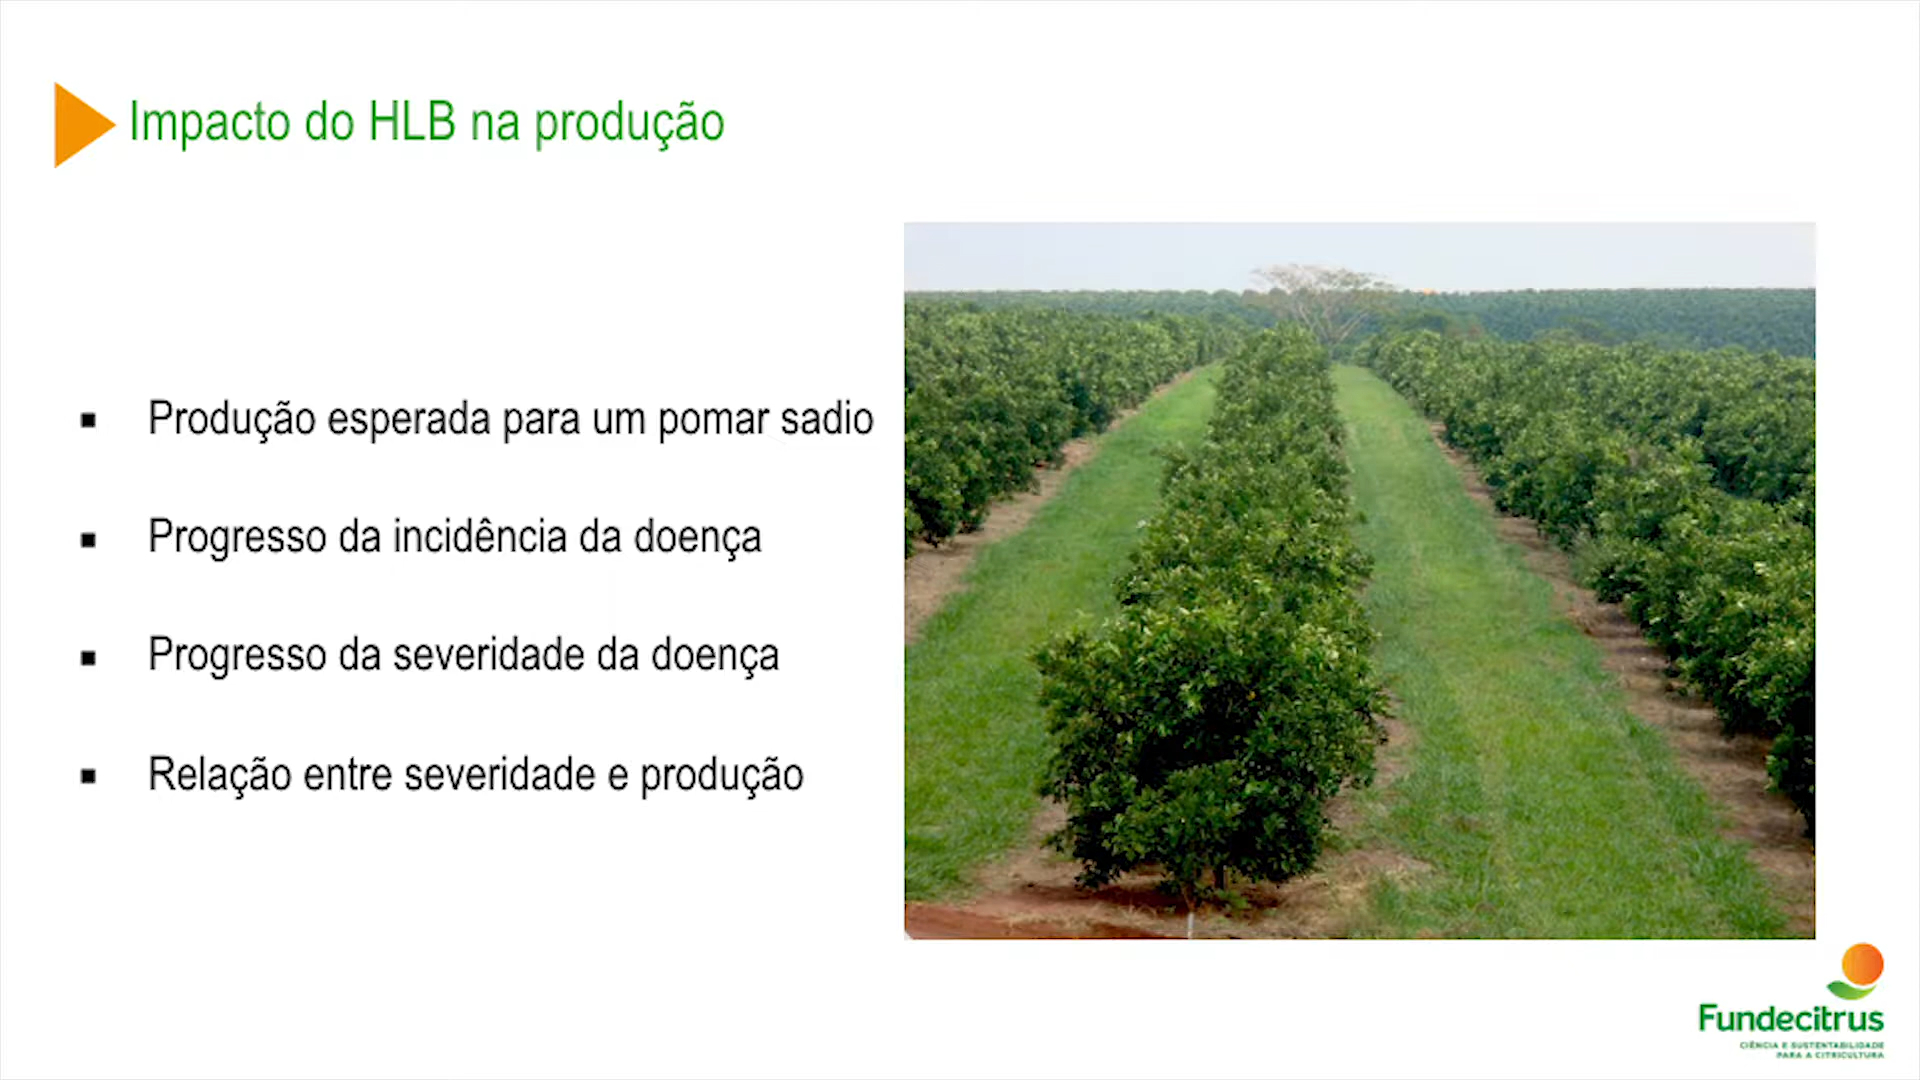 Impacto do HLB na produção
Produção esperada para um pomar sadio
Progresso da incidência da doença
Progresso da severidade da doença
Relação entre severidade e produção
Fundecitrus
CIÊNCIA E SUSTENTABILIDADE
PARA A CITRICULTURA